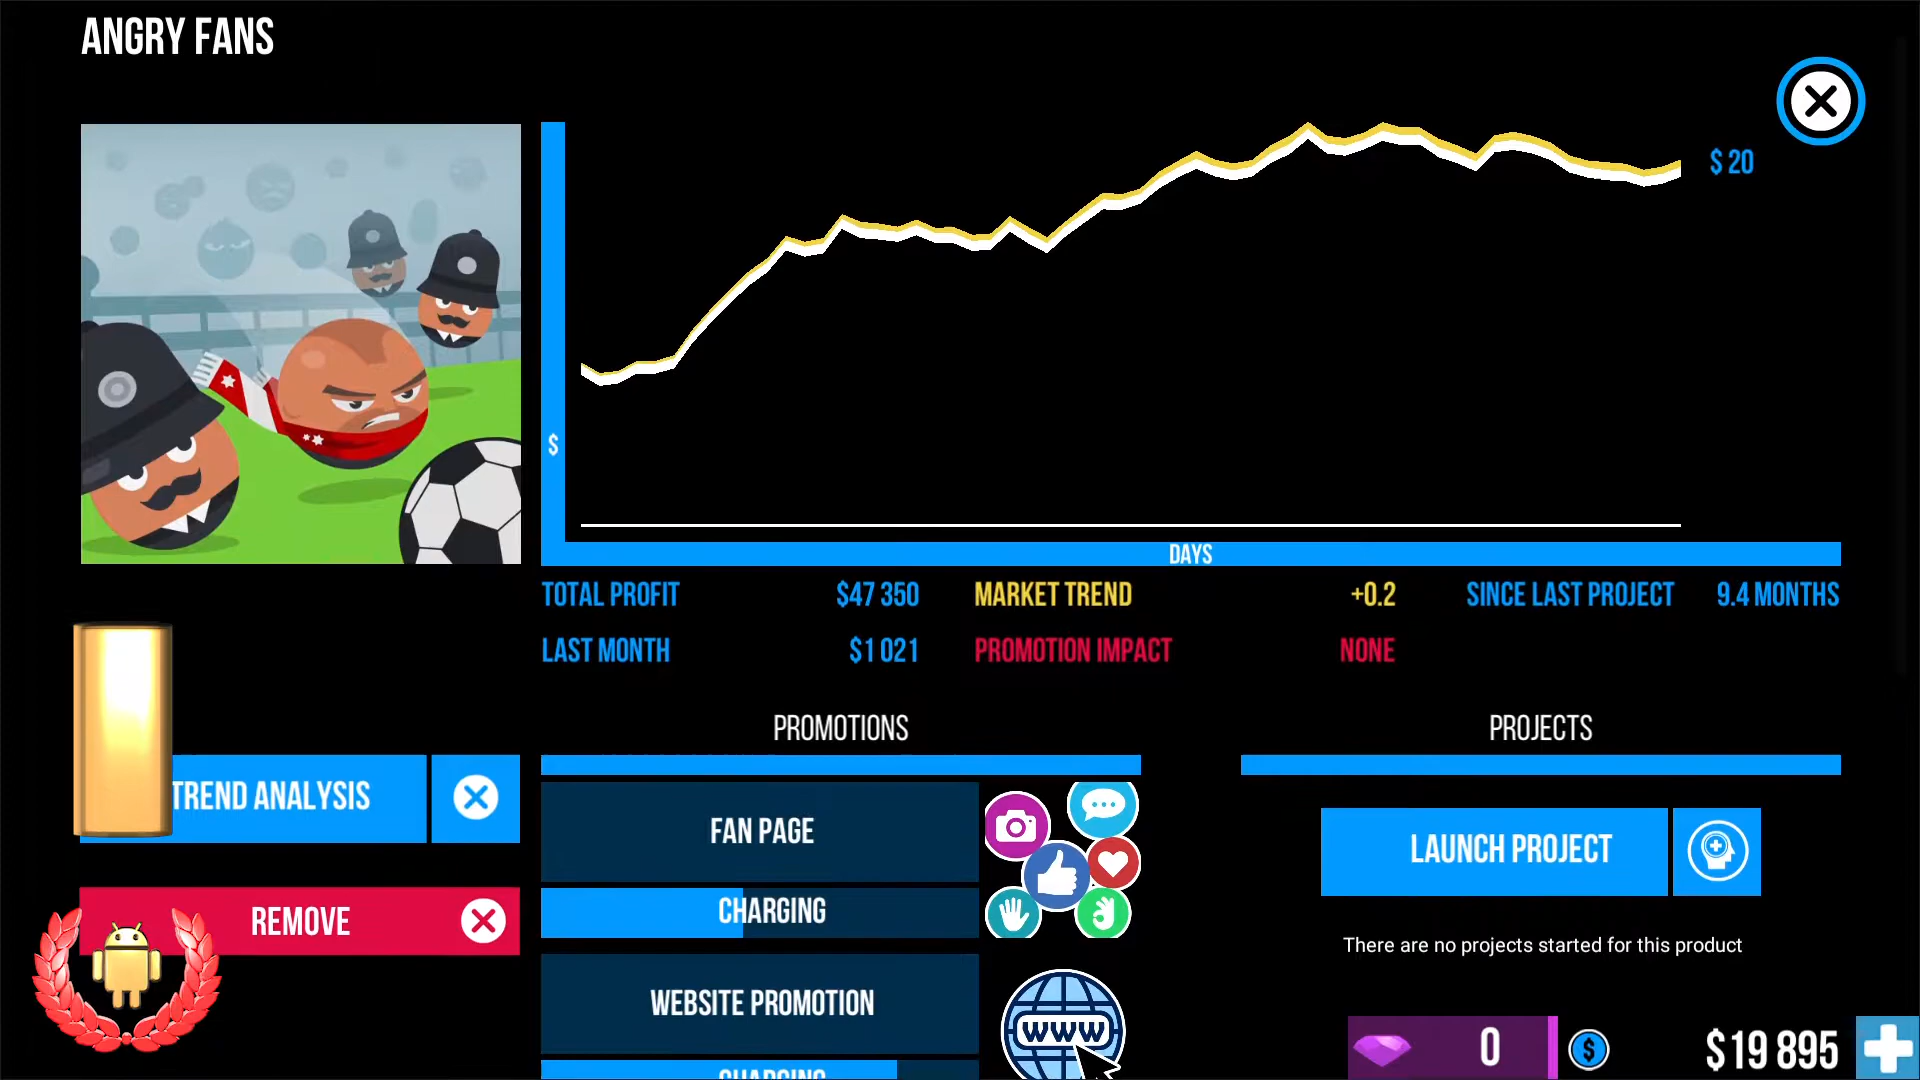 ANGRY FANS
$ 20
$
DAYS
TOTAL PROFIT $47 350 MARKET TREND +0.2 SINCE LAST PROJECT 9.4 MONTHS
LAST MONTH $1 021 PROMOTION IMPACT NONE
PROMOTIONS PROJECTS
TREND ANALYSIS
FAN PAGE
LAUNCH PROJECT
REMOVE
CHARGING
There are no projects started for this product
WEBSITE PROMOTION
WWW
0 $ $19 895
CHARGING